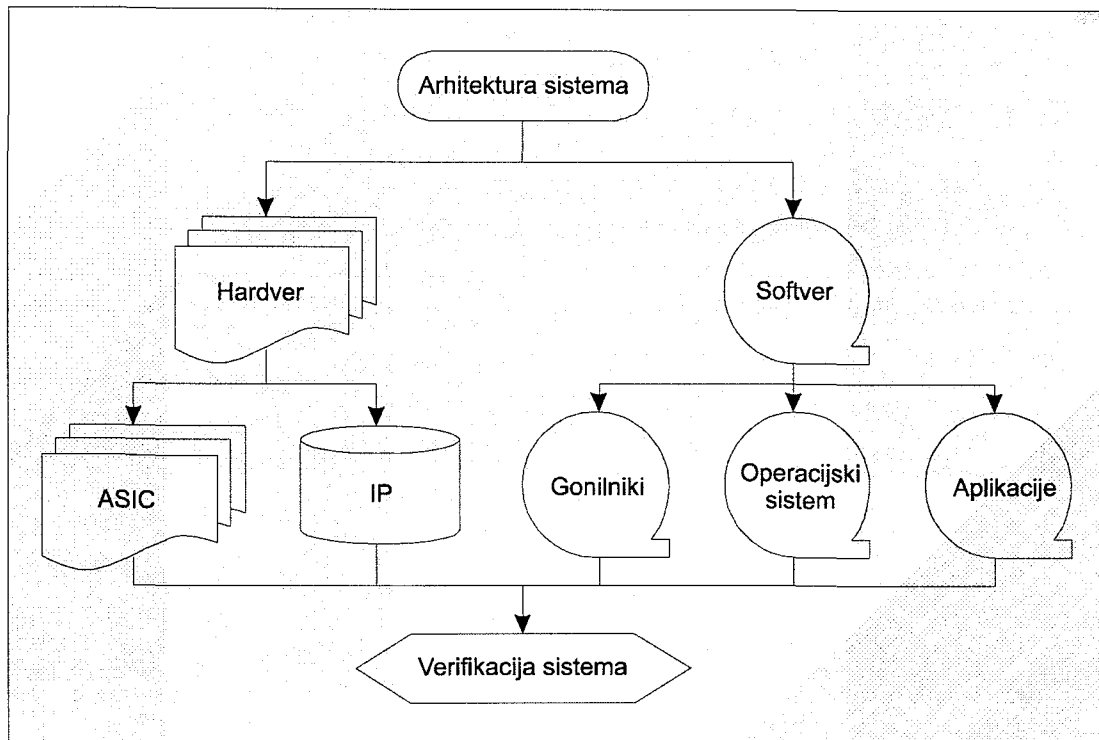 Arhitektura sistema
Hardver
Softver
ASIC
IP
Gonilniki
Operacijski
sistem
Aplikacije
Verifikacija sistema